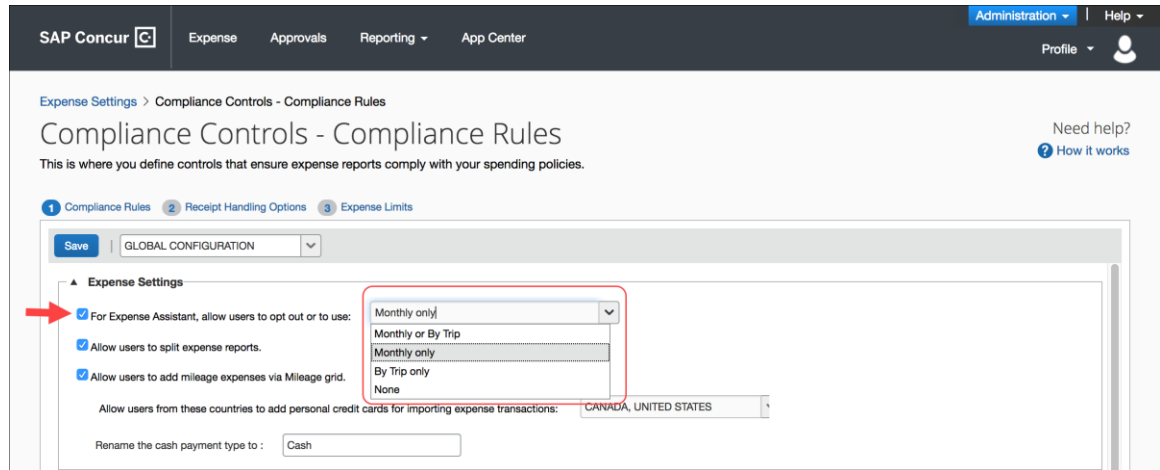 Administration
Help
SAP Concur C
Expense
Approvals
Reporting
App Center
Profile
Expense Settings > Compliance Controls - Compliance Rules
Compliance Controls - Compliance Rules
Need help?
This is where you define controls that ensure expense reports comply with your spending policies.
? How it works
1 Compliance Rules 2 Receipt Handling Options 3 Expense Limits
Save | GLOBAL CONFIGURATION
Expense Settings
For Expense Assistant, allow users to opt out or to use: Monthly only
Monthly or By Trip
Allow users to split expense reports.
Monthly only
By Trip only
Allow users to add mileage expenses via Mileage grid.
None
Allow users from these countries to add personal credit cards for importing expense transactions: CANADA, UNITED STATES
Rename the cash payment type to : Cash